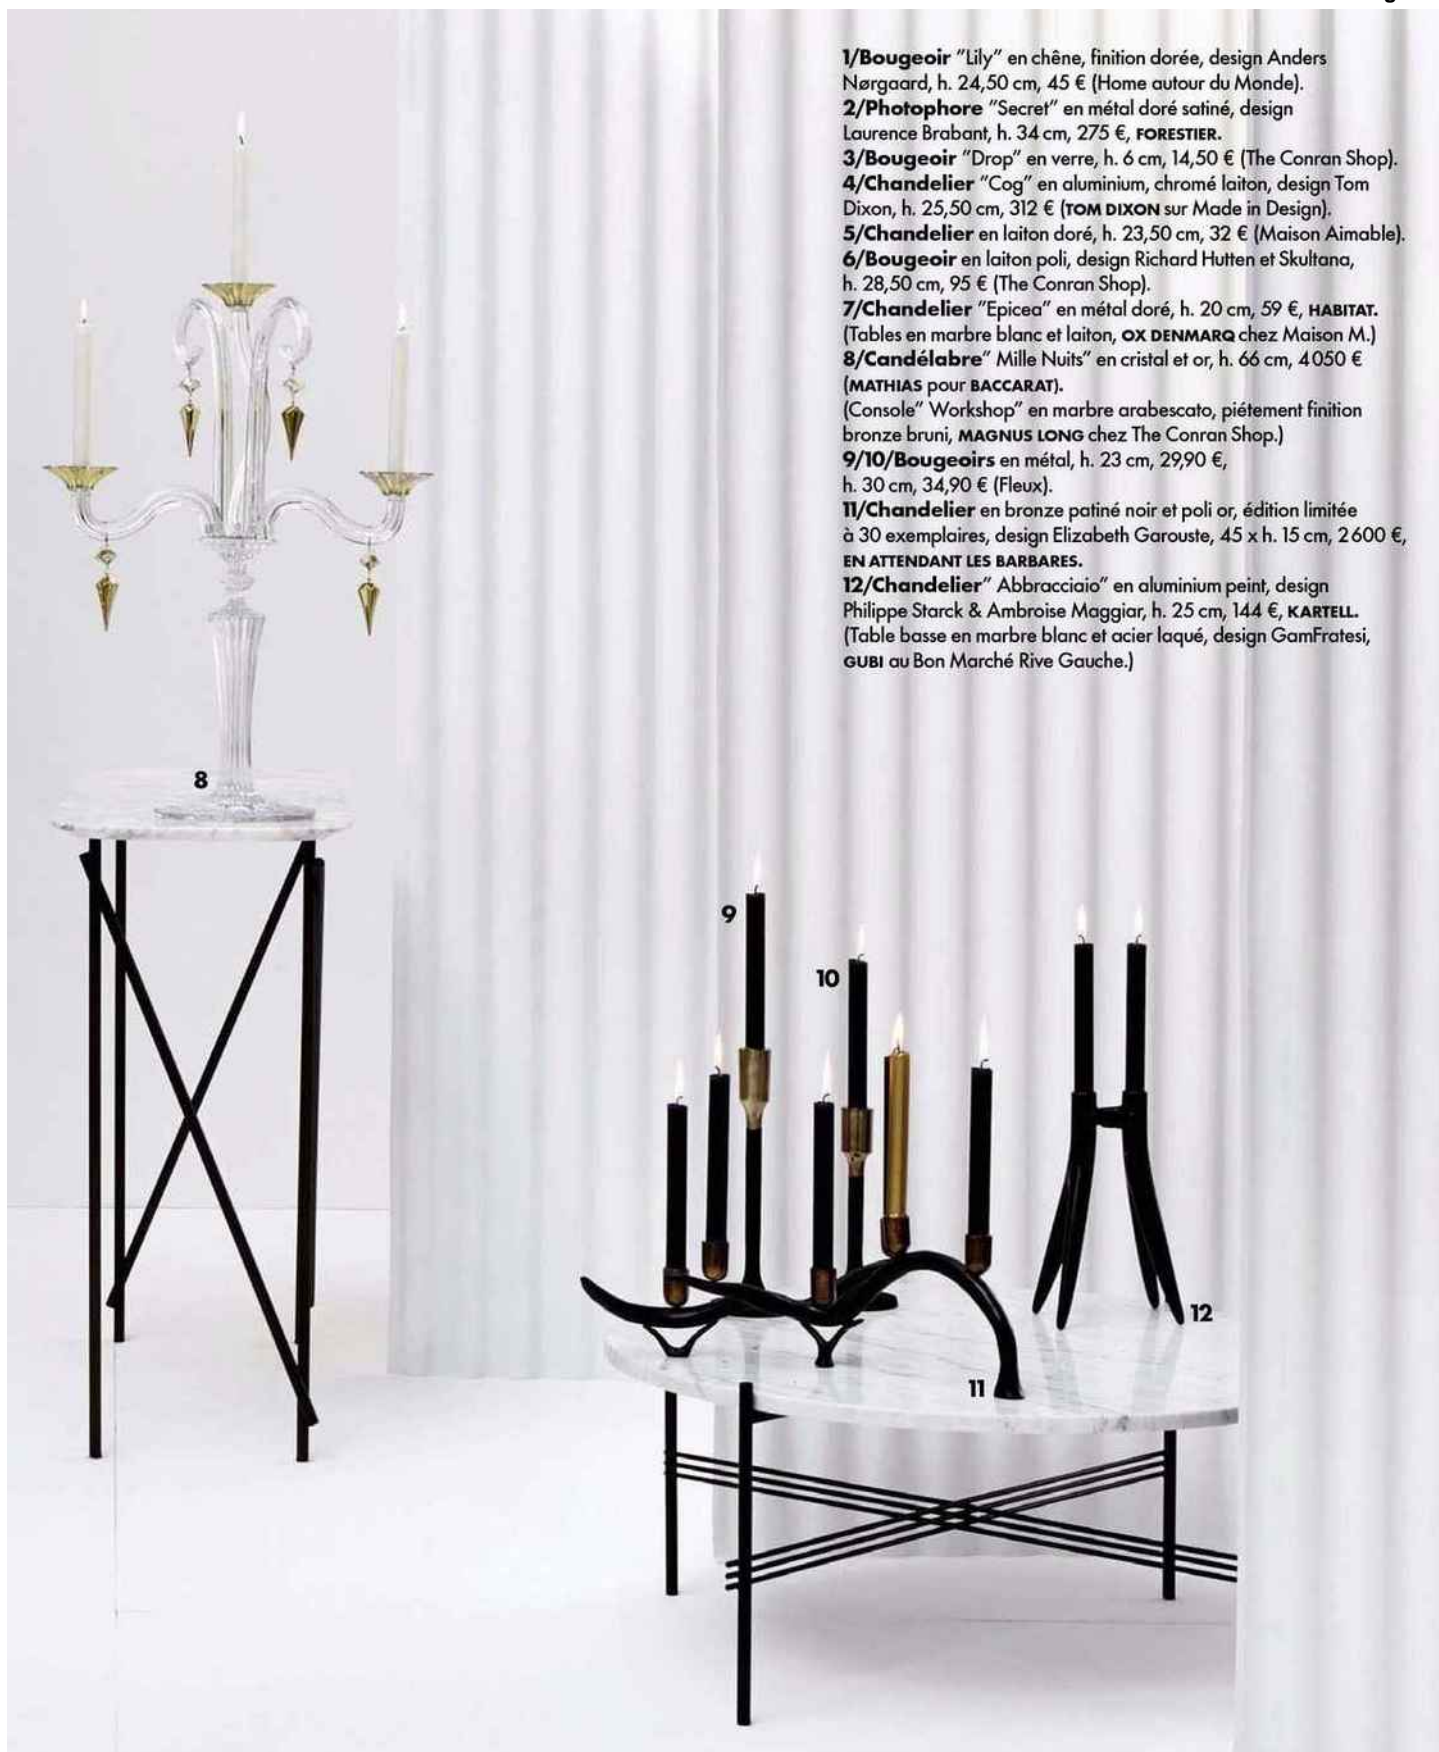 1/Bougeoir "Lily" en chêne, finition dorée, design Anders
Nørgaard, h. 24,50 cm, 45 € (Home autour du Monde).
2/Photophore "Secret" en métal doré satiné, design
Laurence Brabant, h. 34 cm, 275 €, FORESTIER.
3/Bougeoir "Drop" en verre, h. 6 cm, 14,50 € (The Conran Shop).
4/Chandelier "Cog" en aluminium, chromé laiton, design Tom
Dixon, h. 25,50 cm, 312 € (TOM DIXON sur Made in Design).
5/Chandelier en laiton doré, h. 23,50 cm, 32 € (Maison Aimable).
6/Bougeoir en laiton poli, design Richard Hutten et Skultana,
h. 28,50 cm, 95 € (The Conran Shop).
7/Chandelier "Epicea" en métal doré, h. 20 cm, 59 €, HABITAT.
(Tables en marbre blanc et laiton, OX DENMARQ chez Maison M.)
8/Candélabre" Mille Nuits" en cristal et or, h. 66 cm, 4050 €
(MATHIAS pour BACCARAT).
(Console" Workshop" en marbre arabescato, piétement finition
bronze bruni, MAGNUS LONG chez The Conran Shop.)
9/10/Bougeoirs en métal, h. 23 cm, 29,90 €,
h. 30 cm, 34,90 € (Fleux).
11/Chandelier en bronze patiné noir et poli or, édition limitée
à 30 exemplaires, design Elizabeth Garouste, 45 x h. 15 cm, 2600 €,
EN ATTENDANT LES BARBARES.
12/Chandelier" Abbracciaio" en aluminium peint, design
Philippe Starck & Ambroise Maggiar, h. 25 cm, 144 €, KARTELL.
(Table basse en marbre blanc et acier laqué, design GamFratesi,
GUBI au Bon Marché Rive Gauche.)
8
9
10
12
11